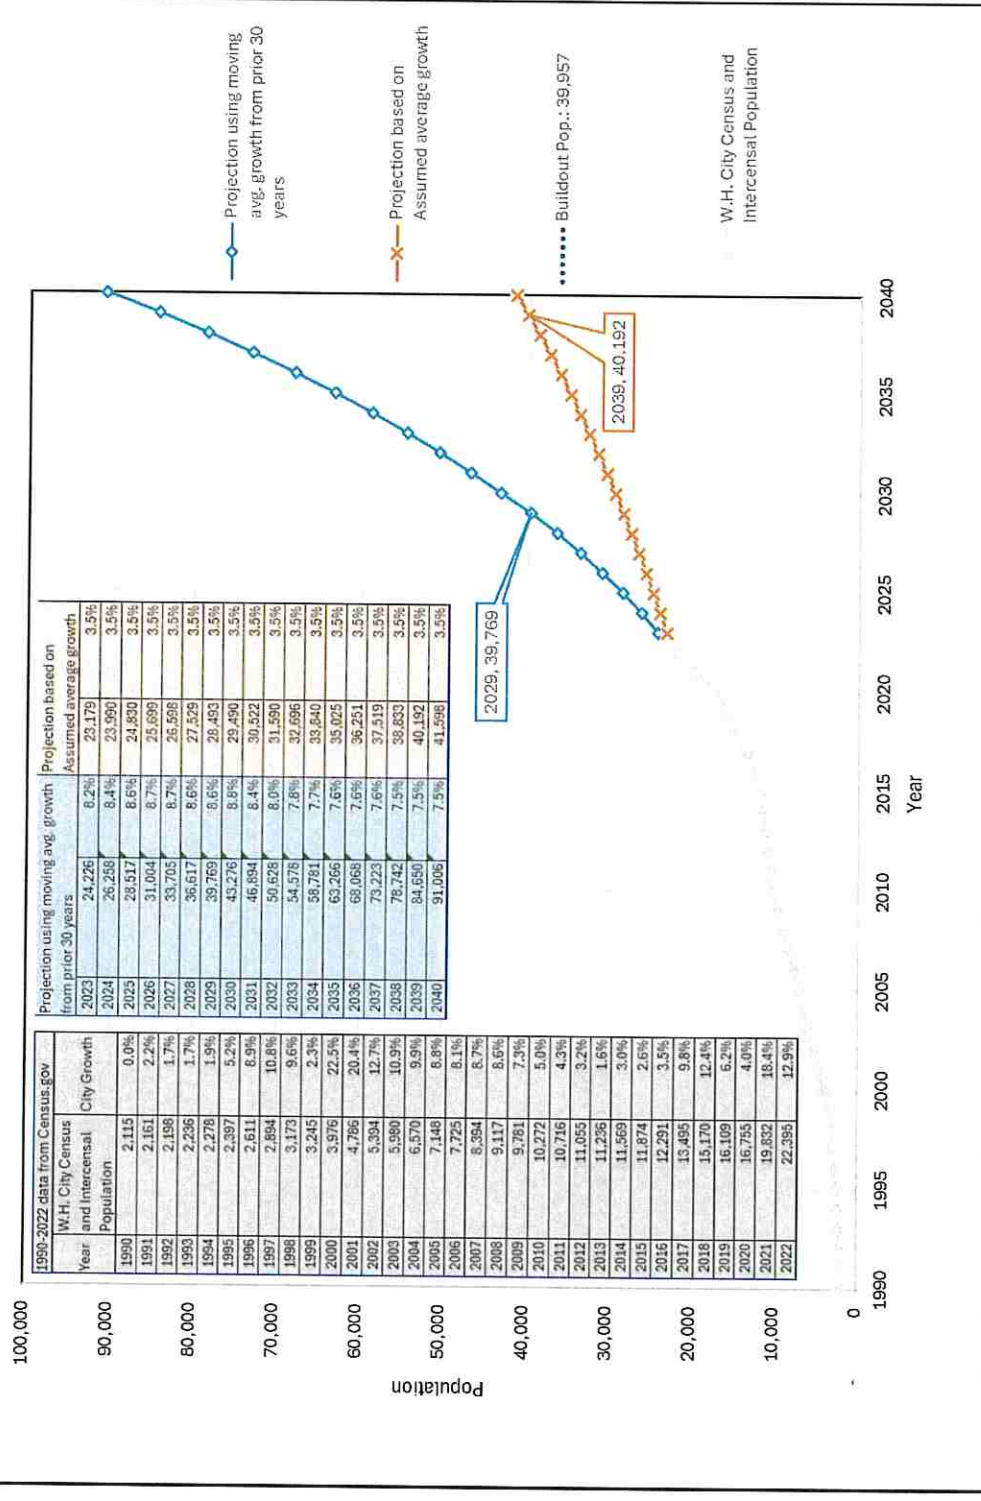 100,000
90,000
80,000
70,000
60,000
50,000
40,000
30,000
20,000
10,000
0
Population
1990-2022 data from Census.gov
Year
W.H. City Census
and Intercensal
Population
City Growth
1990 2,115 0.0%
1991 2,161 2.2%
1992 2,198 1.7%
1993 2,236 1.7%
1994 2,278 1.9%
1995 2,397 5.2%
1996 2,611 8.9%
1997 2,894 10.8%
1998 3,173 9.6%
1999 3,245 2.3%
2000 3,976 22.5%
2001 4,786 20.4%
2002 5,394 12.7%
2003 5,980 10.9%
2004 6,570 9.9%
2005 7,148 8.8%
2006 7,725 8.1%
2007 8,394 8.7%
2008 9,117 8.6%
2009 9,781 7.3%
2010 10,272 5.0%
2011 10,716 4.3%
2012 11,055 3.2%
2013 11,236 1.6%
2014 11,569 3.0%
2015 11,874 2.6%
2016 12,291 3.5%
2017 13,495 9.8%
2018 15,170 12.4%
2019 16,109 6.2%
2020 16,755 4.0%
2021 19,832 18.4%
2022 22,395 12.9%
Projection using moving avg. growth
from prior 30 years
Projection based on
Assumed average growth
2023 24,226 8.2% 23,179 3.5%
2024 26,258 8.4% 23,990 3.5%
2025 28,517 8.6% 24,830 3.5%
2026 31,004 8.7% 25,699 3.5%
2027 33,705 8.7% 26,598 3.5%
2028 36,617 8.6% 27,529 3.5%
2029 39,769 8.6% 28,493 3.5%
2030 43,276 8.8% 29,490 3.5%
2031 46,894 8.4% 30,522 3.5%
2032 50,628 8.0% 31,590 3.5%
2033 54,578 7.8% 32,696 3.5%
2034 58,781 7.7% 33,840 3.5%
2035 63,266 7.6% 35,025 3.5%
2036 68,068 7.6% 36,251 3.5%
2037 73,223 7.6% 37,519 3.5%
2038 78,742 7.5% 38,833 3.5%
2039 84,650 7.5% 40,192 3.5%
2040 91,006 7.5% 41,598 3.5%
2029, 39,769
2039, 40,192
1990 1995 2000 2005 2010 2015 2020 2025 2030 2035 2040
Year
Projection using moving
avg. growth from prior 30
years
Projection based on
Assumed average growth
Buildout Pop.: 39,957
W.H. City Census and
Intercensal Population